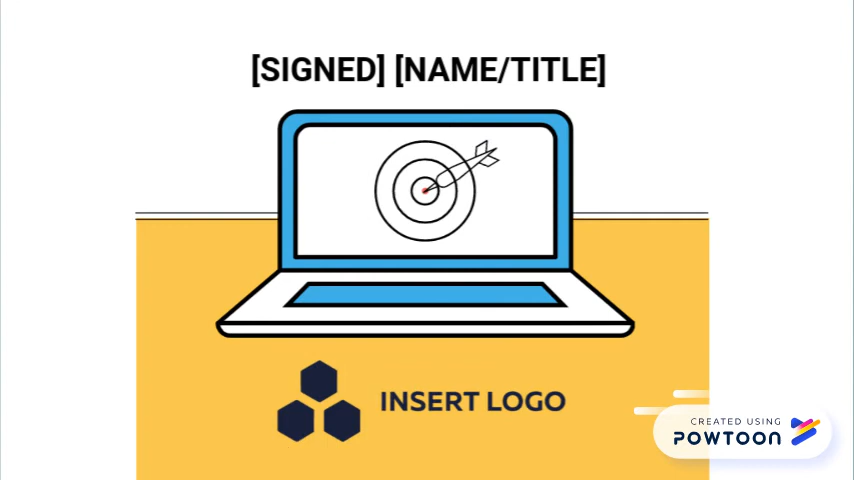 [SIGNED] [NAME/TITLE]
INSERT LOGO
CREATED USING
POWTOON